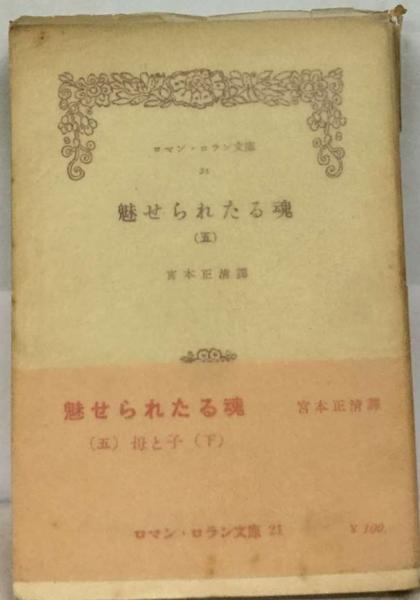 ロマン・ロラン文庫
21
魅せられたる魂
(五)
宮本正清譯
魅せられたる魂 宮本正清譯
(五) 母と子 (下)
ロマン・ロラン文庫 21 ¥ 100.